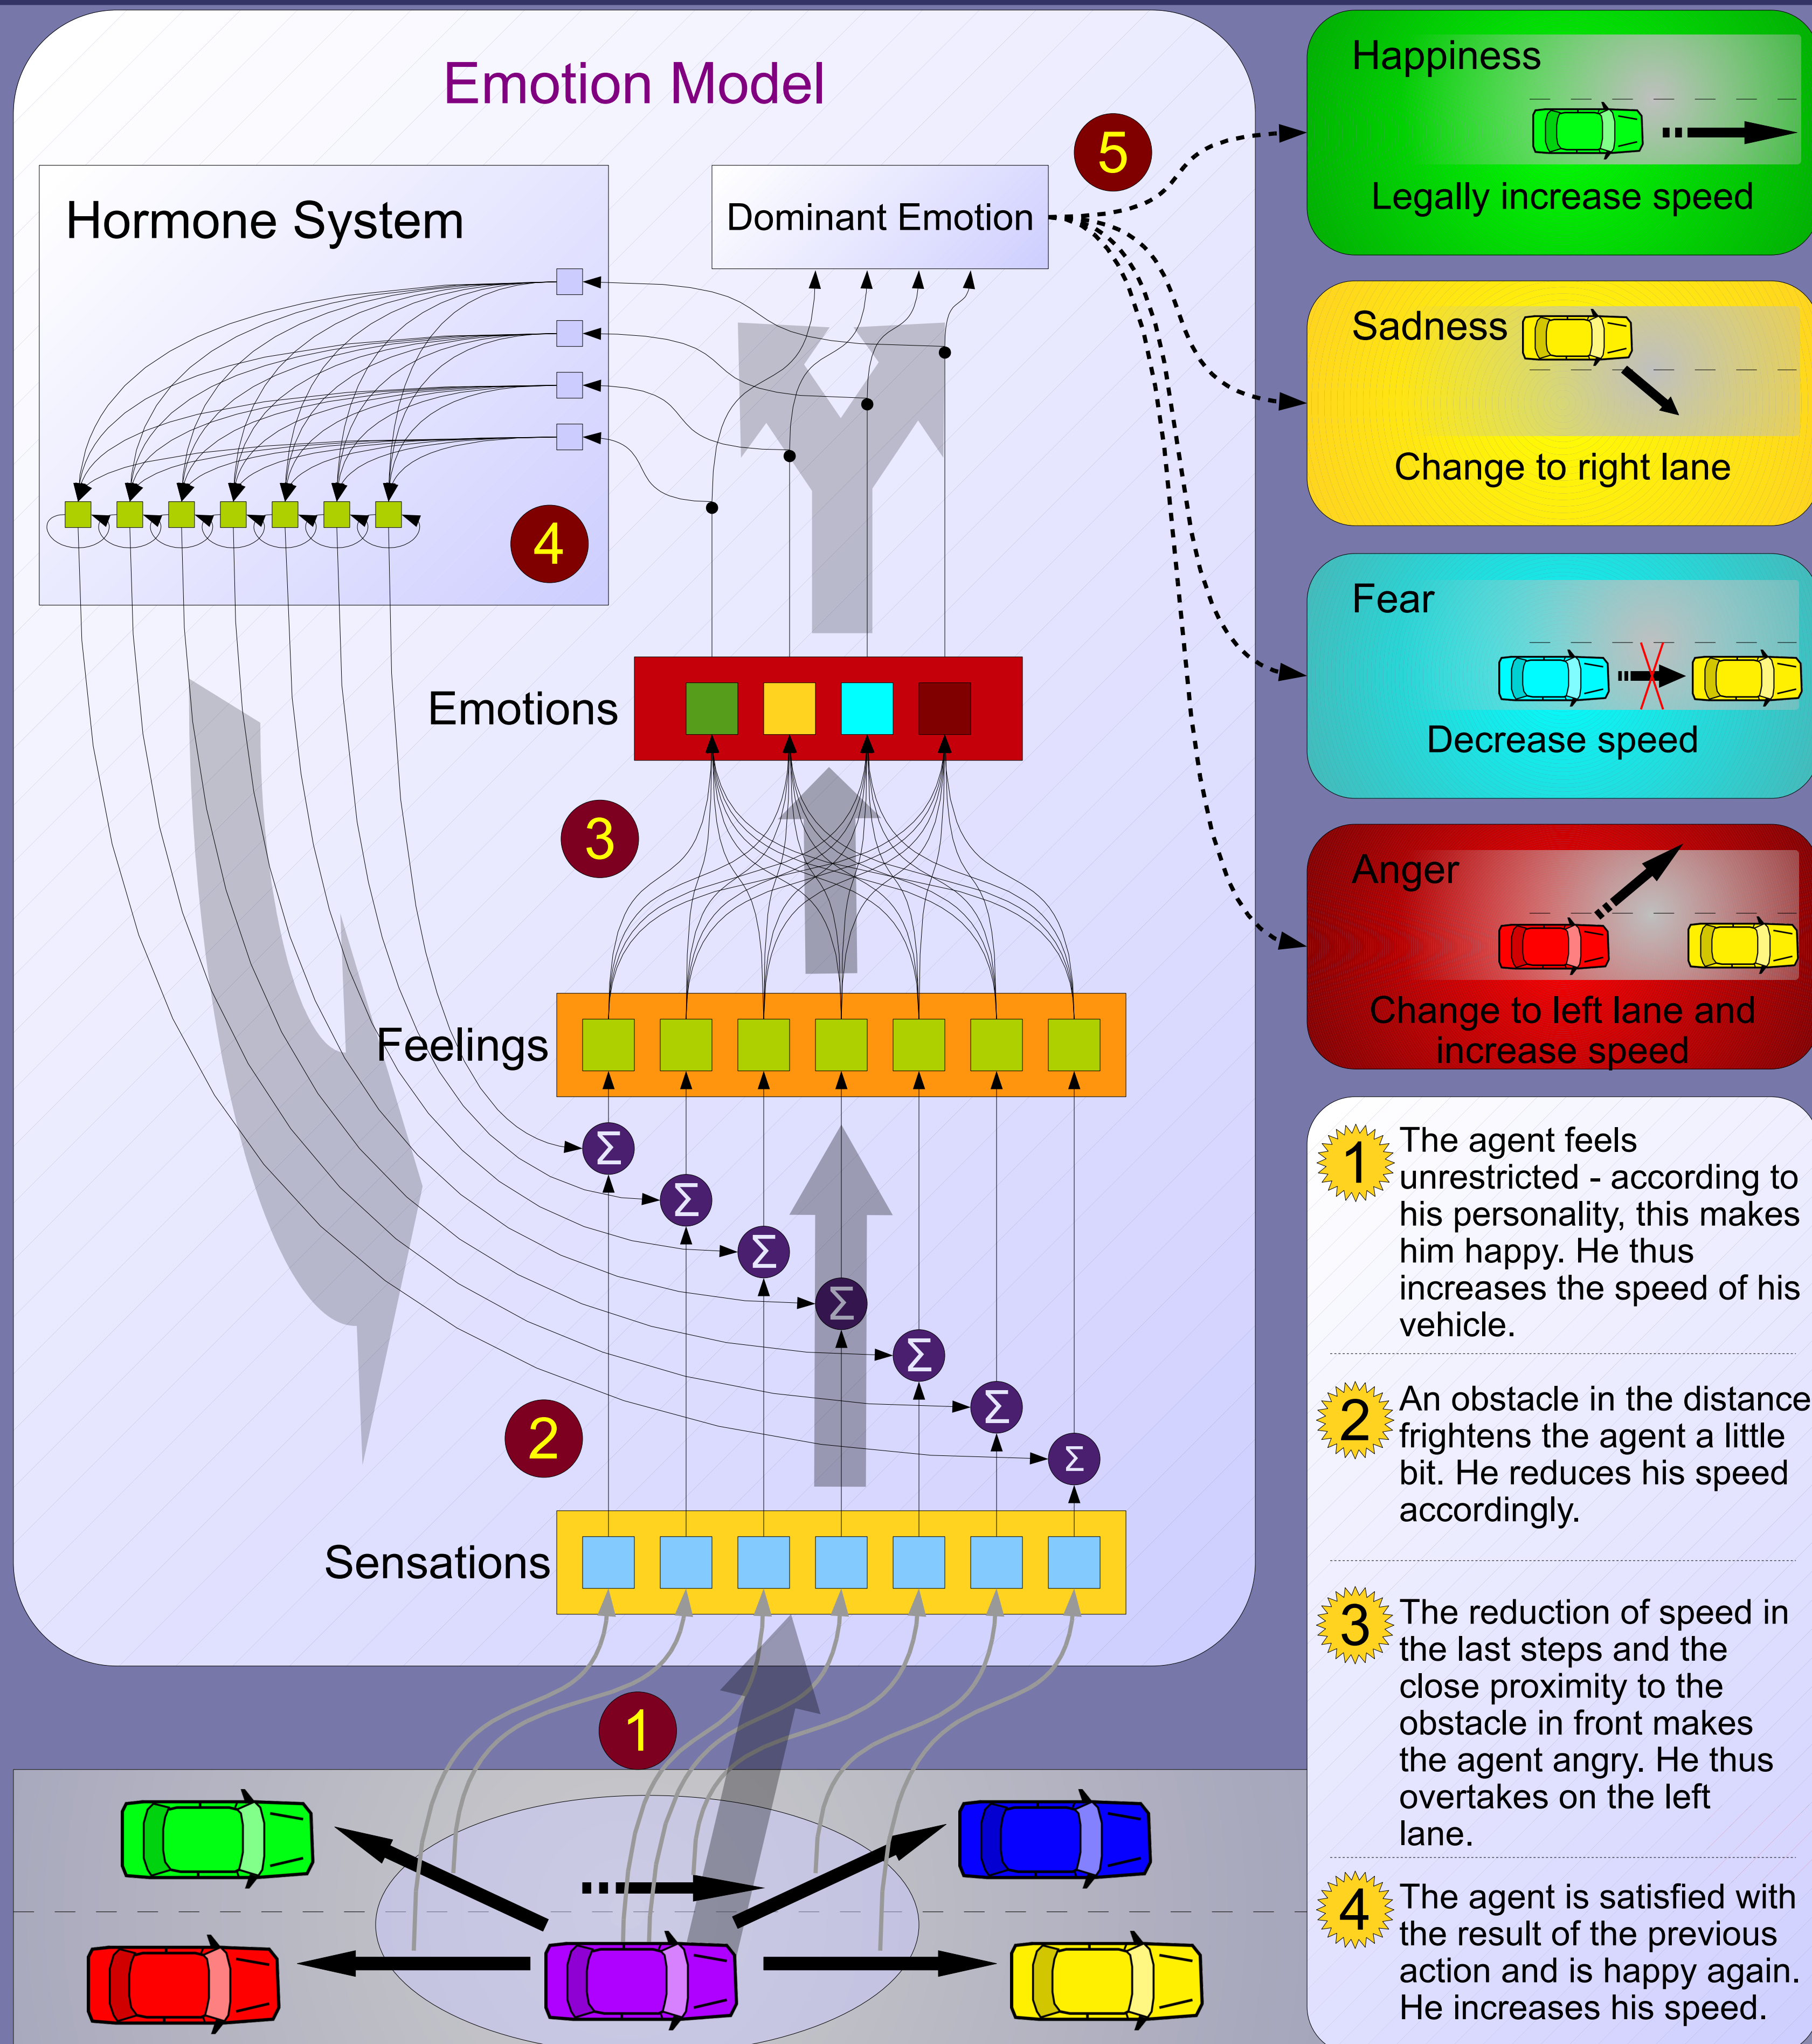 Emotion Model
Hormone System
Dominant Emotion
5
4
Emotions
3
Feelings
Σ
Σ
Σ
Σ
Σ
Σ
Σ
2
Sensations
1
Happiness
Legally increase speed
Sadness
Change to right lane
Fear
Decrease speed
Anger
Change to left lane and
increase speed
1
The agent feels
unrestricted - according to
his personality, this makes
him happy. He thus
increases the speed of his
vehicle.
2
An obstacle in the distance
frightens the agent a little
bit. He reduces his speed
accordingly.
3
The reduction of speed in
the last steps and the
close proximity to the
obstacle in front makes
the agent angry. He thus
overtakes on the left
lane.
4
The agent is satisfied with
the result of the previous
action and is happy again.
He increases his speed.